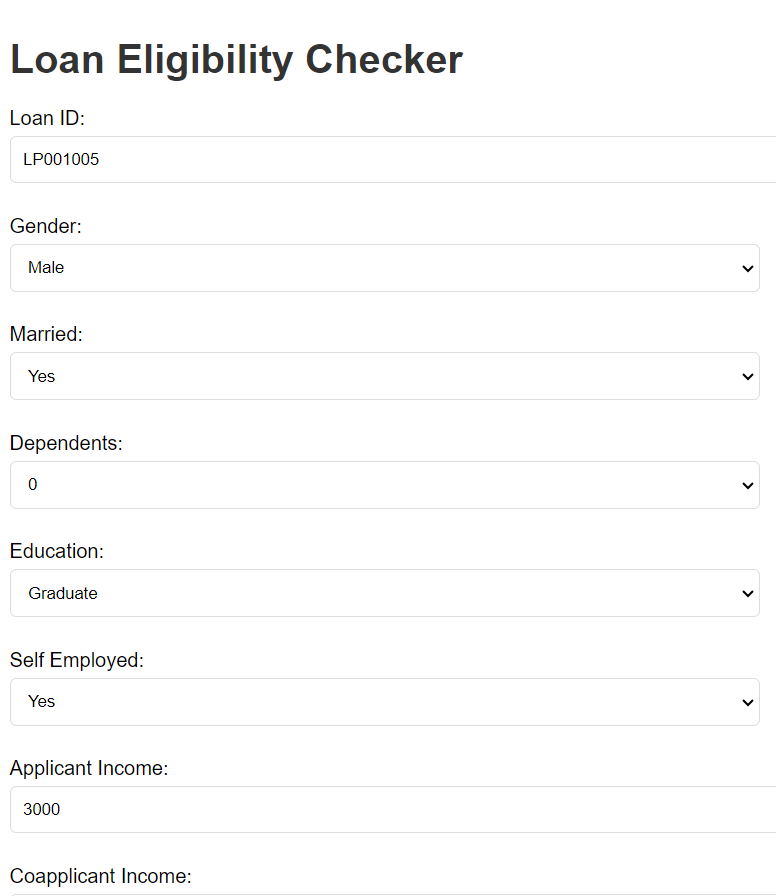 Loan Eligibility Checker
Loan ID:
LP001005
Gender:
Male
Married:
Yes
Dependents:
0
Education:
Graduate
Self Employed:
Yes
Applicant Income:
3000
Coapplicant Income: